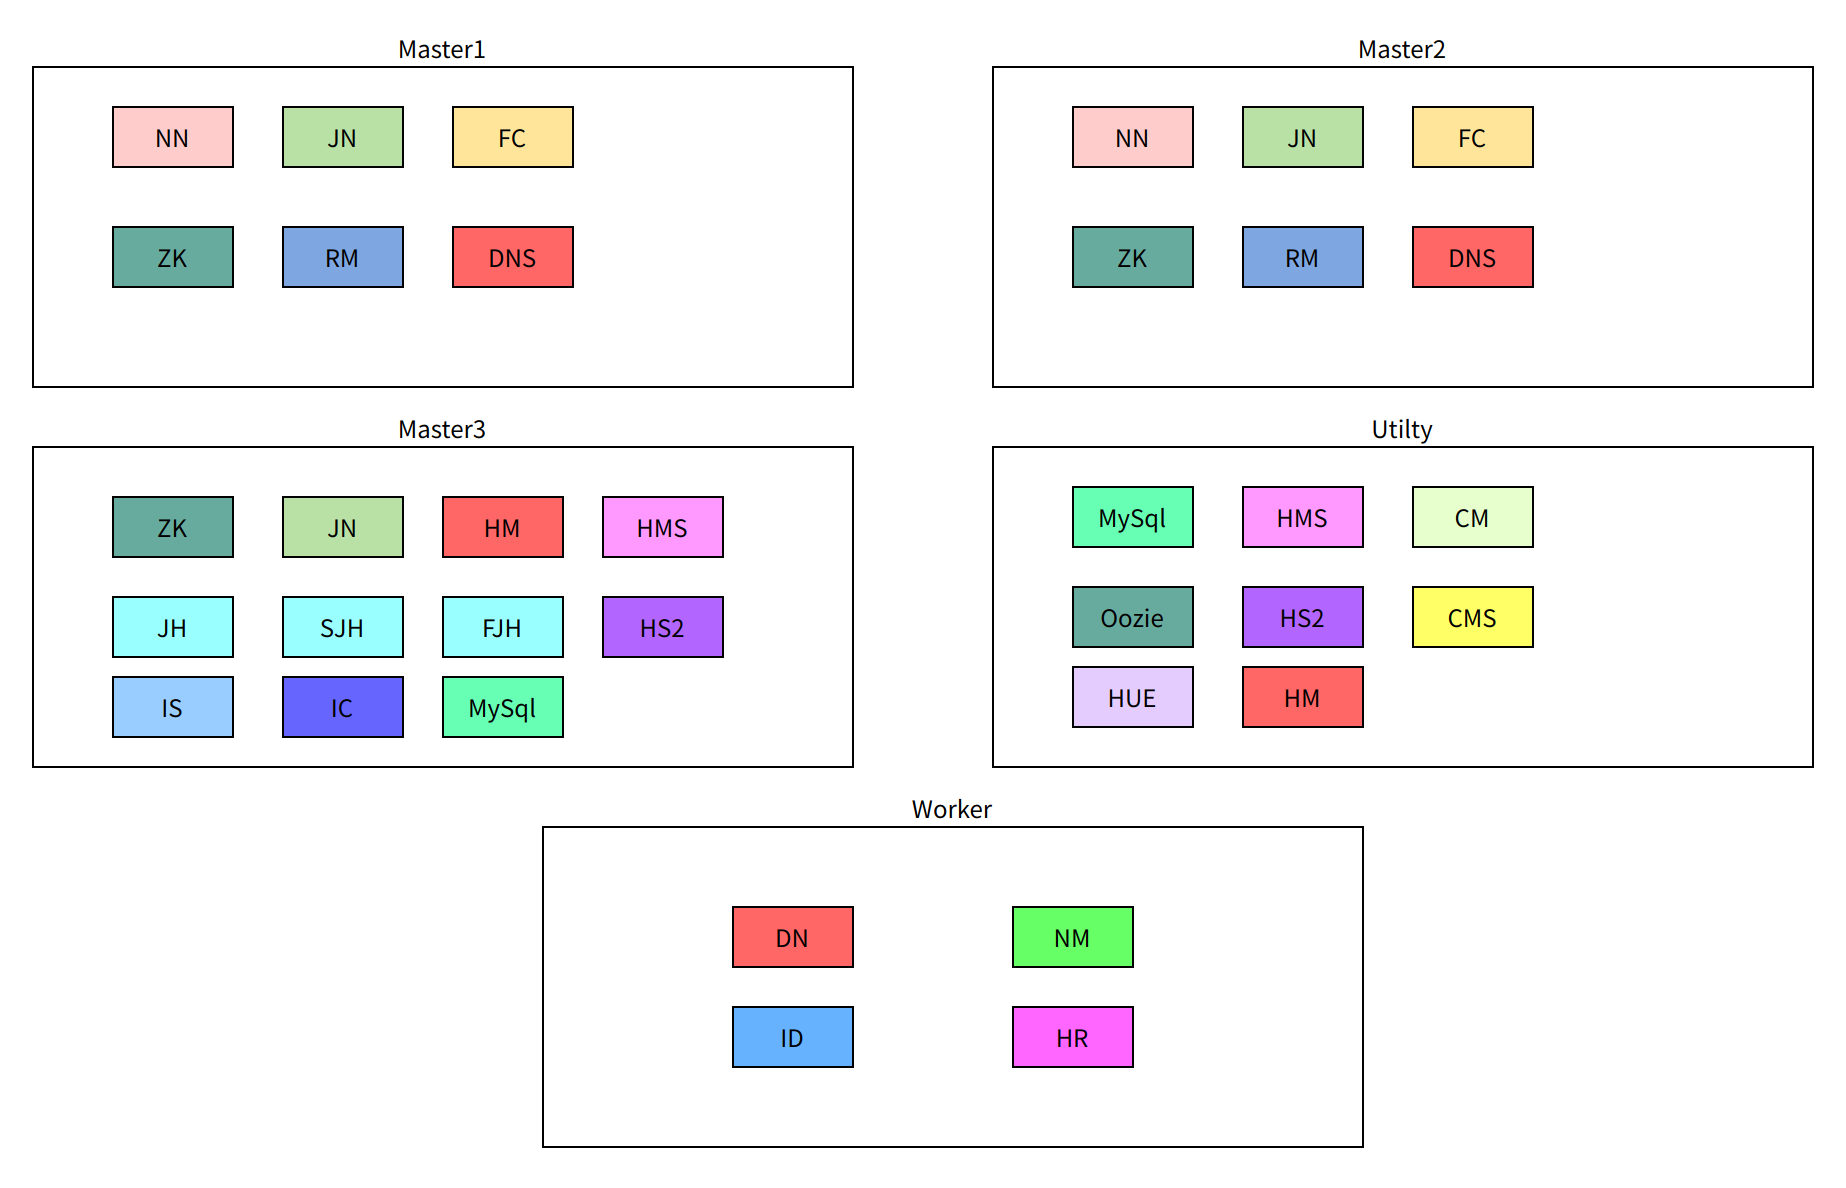 Master1
NN JN FC
ZK RM DNS
Master2
NN JN FC
ZK RM DNS
Master3
ZK JN HM HMS
JH SJH FJH HS2
IS IC MySql
Utilty
MySql HMS CM
Oozie HS2 CMS
HUE HM
Worker
DN NM
ID HR